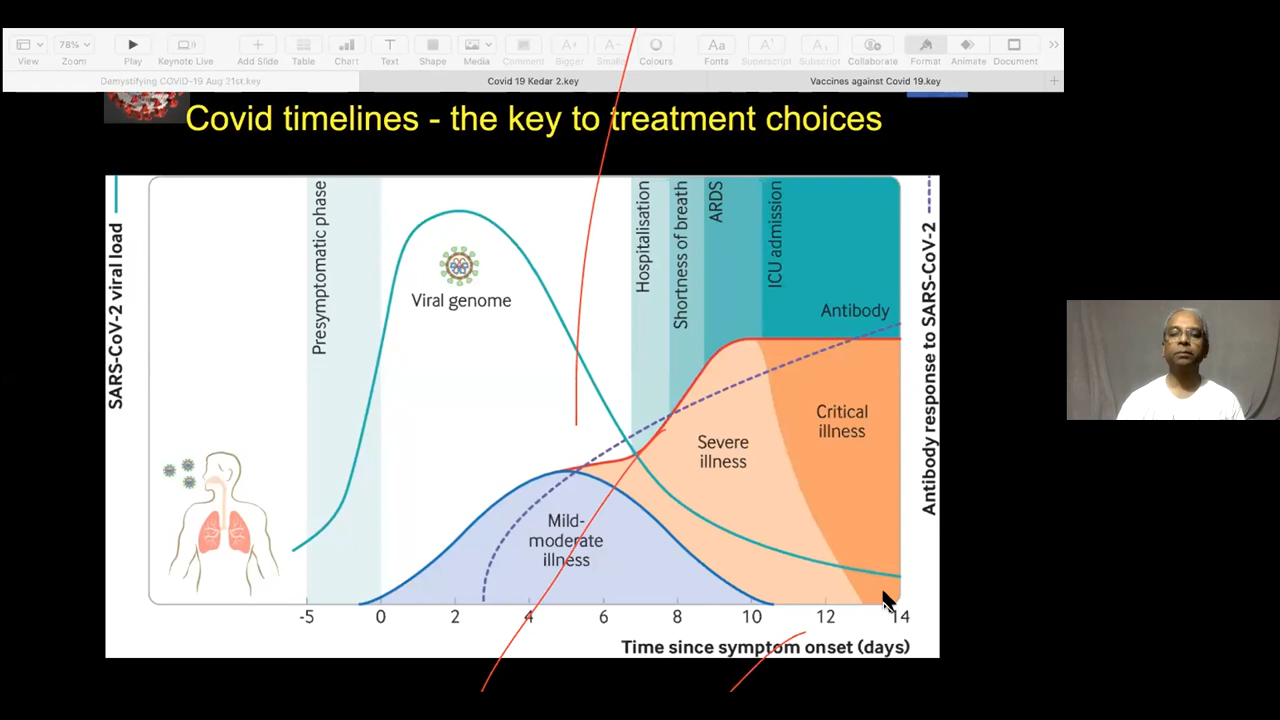 View
78%
Zoom
Play
Keynote Live
Add Slide
Table
Chart
Text
Shape
Media
Comment
Bigger
Smaller
Colours
Fonts
Superscript
Subscript
Collaborate
Format
Animate
Document
Demystifying COVID-19 Aug 21st.key
Covid 19 Kedar 2.key
Vaccines against Covid 19.key
Covid timelines - the key to treatment choices
SARS-CoV-2 viral load
Presymptomatic phase
Viral genome
Hospitalisation
Shortness of breath
ARDS
ICU admission
Antibody
Antibody response to SARS-CoV-2
Mild-
moderate
illness
Severe
illness
Critical
illness
-5 0 2 4 6 8 10 12 14
Time since symptom onset (days)